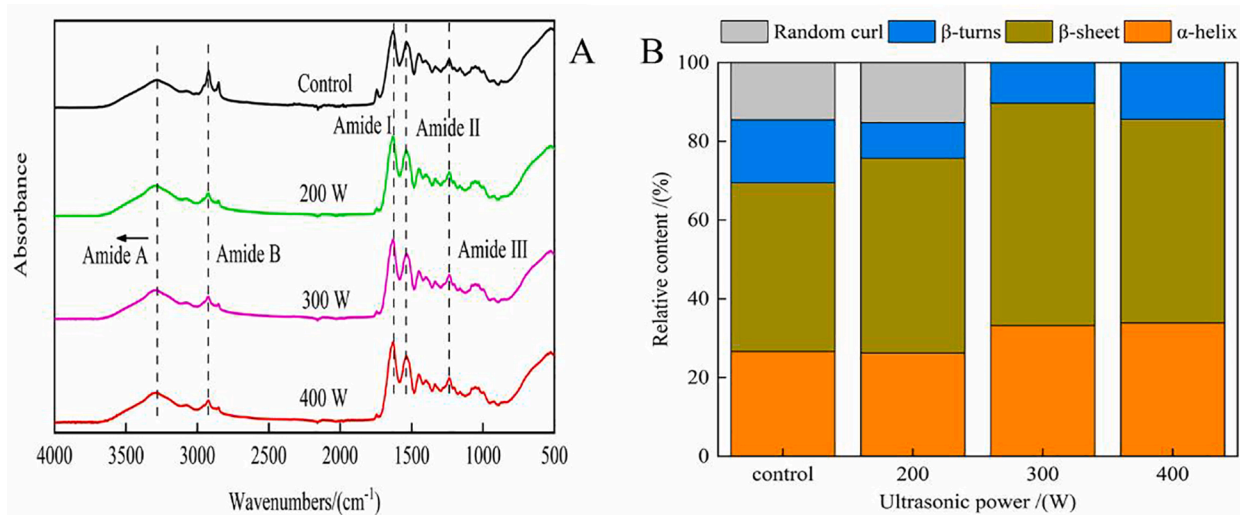 A
Control
Amide I
Amide II
200 W
Amide A
Amide B
Amide III
300 W
400 W
Absorbance
4000 3500 3000 2500 2000 1500 1000 500
Wavenumbers/(cm⁻¹)
B
Random curl β-turns β-sheet α-helix
100
80
60
40
20
0
Relative content /(%)
control 200 300 400
Ultrasonic power /(W)